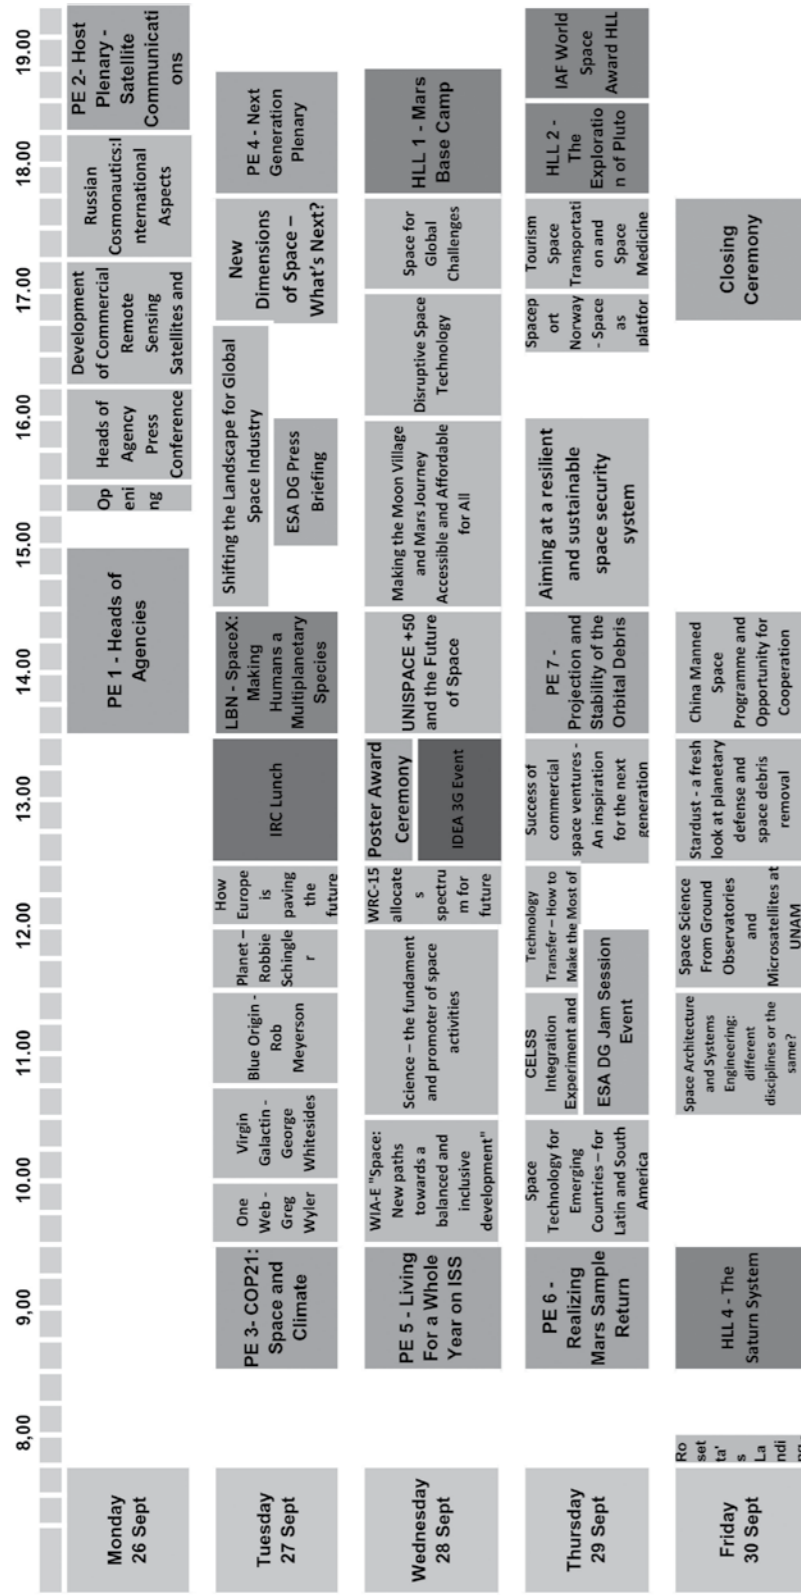 8,00
9,00
10.00
11.00
12.00
13.00
14.00
15.00
16.00
17.00
18.00
19.00
Monday
26 Sept
PE 1 - Heads of
Agencies
Op
eni
ng
Heads of
Agency
Press
Conference
Development
of Commercial
Remote
Sensing
Satellites and
Russian
Cosmonautics:I
nternational
Aspects
PE 2- Host
Plenary -
Satellite
Communicati
ons
Tuesday
27 Sept
PE 3- COP21:
Space and
Climate
One
Web -
Greg
Wyler
Virgin
Galactin -
George
Whitesides
Blue Origin -
Rob
Meyerson
Planet –
Robbie
Schingle
r
How
Europe
is
paving
the
future
IRC Lunch
LBN - SpaceX:
Making
Humans a
Multiplanetary
Species
Shifting the Landscape for Global
Space Industry
ESA DG Press
Briefing
New
Dimensions
of Space –
What's Next?
PE 4 - Next
Generation
Plenary
Wednesday
28 Sept
PE 5 - Living
For a Whole
Year on ISS
WIA-E "Space:
New paths
towards a
balanced and
inclusive
development"
Science – the fundament
and promoter of space
activities
WRC-15
allocate
s
spectru
m for
future
Poster Award
Ceremony
IDEA 3G Event
UNISPACE +50
and the Future
of Space
Making the Moon Village
and Mars Journey
Accessible and Affordable
for All
Disruptive Space
Technology
Space for
Global
Challenges
HLL 1 - Mars
Base Camp
Thursday
29 Sept
PE 6 -
Realizing
Mars Sample
Return
Space
Technology for
Emerging
Countries – for
Latin and South
America
CELSS
Integration
Experiment and
ESA DG Jam Session
Event
Technology
Transfer – How to
Make the Most of
Success of
commercial
space ventures -
An inspiration
for the next
generation
PE 7 -
Projection and
Stability of the
Orbital Debris
Aiming at a resilient
and sustainable
space security
system
Spacep
ort
Norway
- Space
as
platfor
Tourism
Space
Transportati
on and
Space
Medicine
HLL 2 -
The
Exploratio
n of Pluto
IAF World
Space
Award HLL
Friday
30 Sept
Ro
set
ta'
s
La
ndi
ng
HLL 4 - The
Saturn System
Space Architecture
and Systems
Engineering:
different
disciplines or the
same?
Space Science
From Ground
Observatories
and
Microsatellites at
UNAM
Stardust - a fresh
look at planetary
defense and
space debris
removal
China Manned
Space
Programme and
Opportunity for
Cooperation
Closing
Ceremony